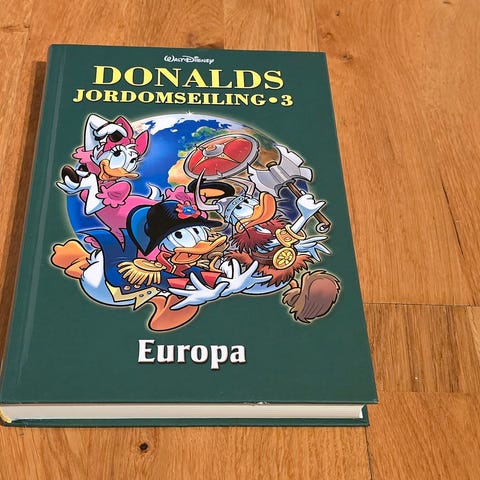 Walt Disney
DONALDS
JORDOMSEILING • 3
Europa